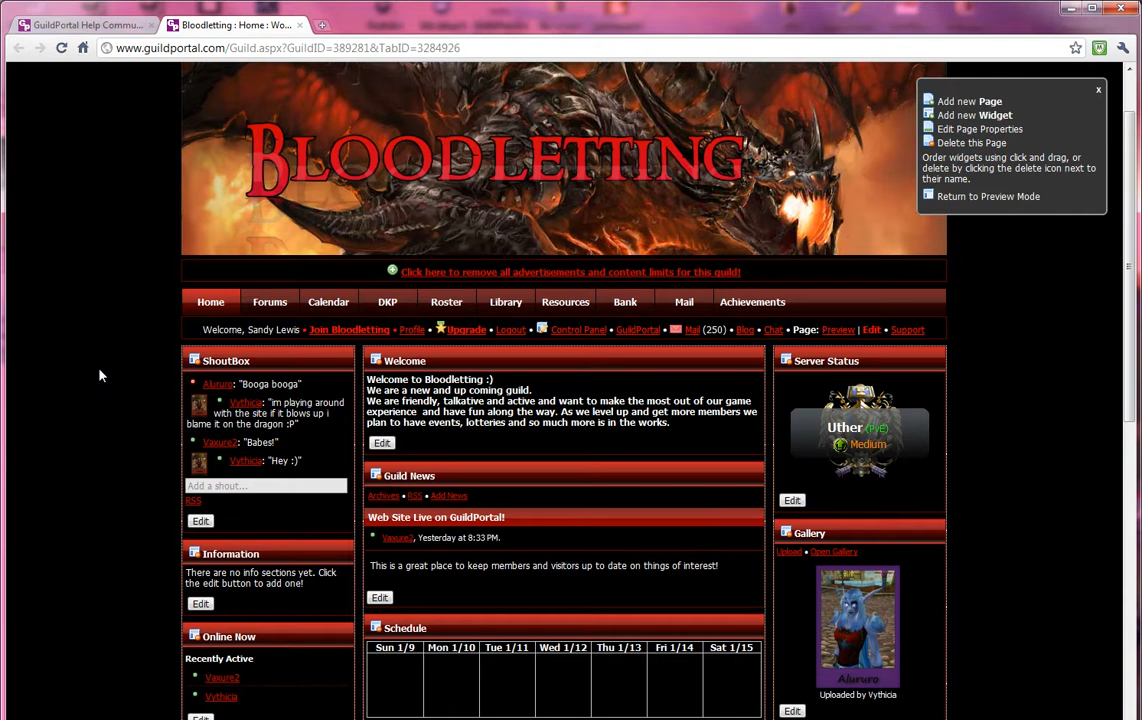 GuildPortal Help Commu...
Bloodletting : Home : Wo...
www.guildportal.com/Guild.aspx?GuildID=389281&TabID=3284926
BLOODLETTING
x
Add new Page
Add new Widget
Edit Page Properties
Delete this Page
Order widgets using click and drag, or
delete by clicking the delete icon next to
their name.
Return to Preview Mode
Click here to remove all advertisements and content limits for this guild!
Home Forums Calendar DKP Roster Library Resources Bank Mail Achievements
Welcome, Sandy Lewis • Join Bloodletting • Profile • Upgrade • Logout • Control Panel • GuildPortal • Mail (250) • Blog • Chat • Page: Preview | Edit • Support
ShoutBox
Alururo: "Booga booga"
Vythicia: "im playing around
with the site if it blows up i
blame it on the dragon :P"
Vaxure2: "Babes!"
Vythicia: "Hey :)"
Add a shout...
RSS
Edit
Information
There are no info sections yet. Click
the edit button to add one!
Edit
Online Now
Recently Active
Vaxure2
Vythicia
Edit
Welcome
Welcome to Bloodletting :)
We are a new and up coming guild.
We are friendly, talkative and active and want to make the most out of our game
experience and have fun along the way. As we level up and get more members we
plan to have events, lotteries and so much more is in the works.
Edit
Guild News
Archives • RSS • Add News
Web Site Live on GuildPortal!
Vaxure2, Yesterday at 8:33 PM.
This is a great place to keep members and visitors up to date on things of interest!
Edit
Schedule
Sun 1/9 Mon 1/10 Tue 1/11 Wed 1/12 Thu 1/13 Fri 1/14 Sat 1/15
Server Status
Uther (PvE)
Medium
Edit
Gallery
Upload • Open Gallery
Alururo
Uploaded by Vythicia
Edit